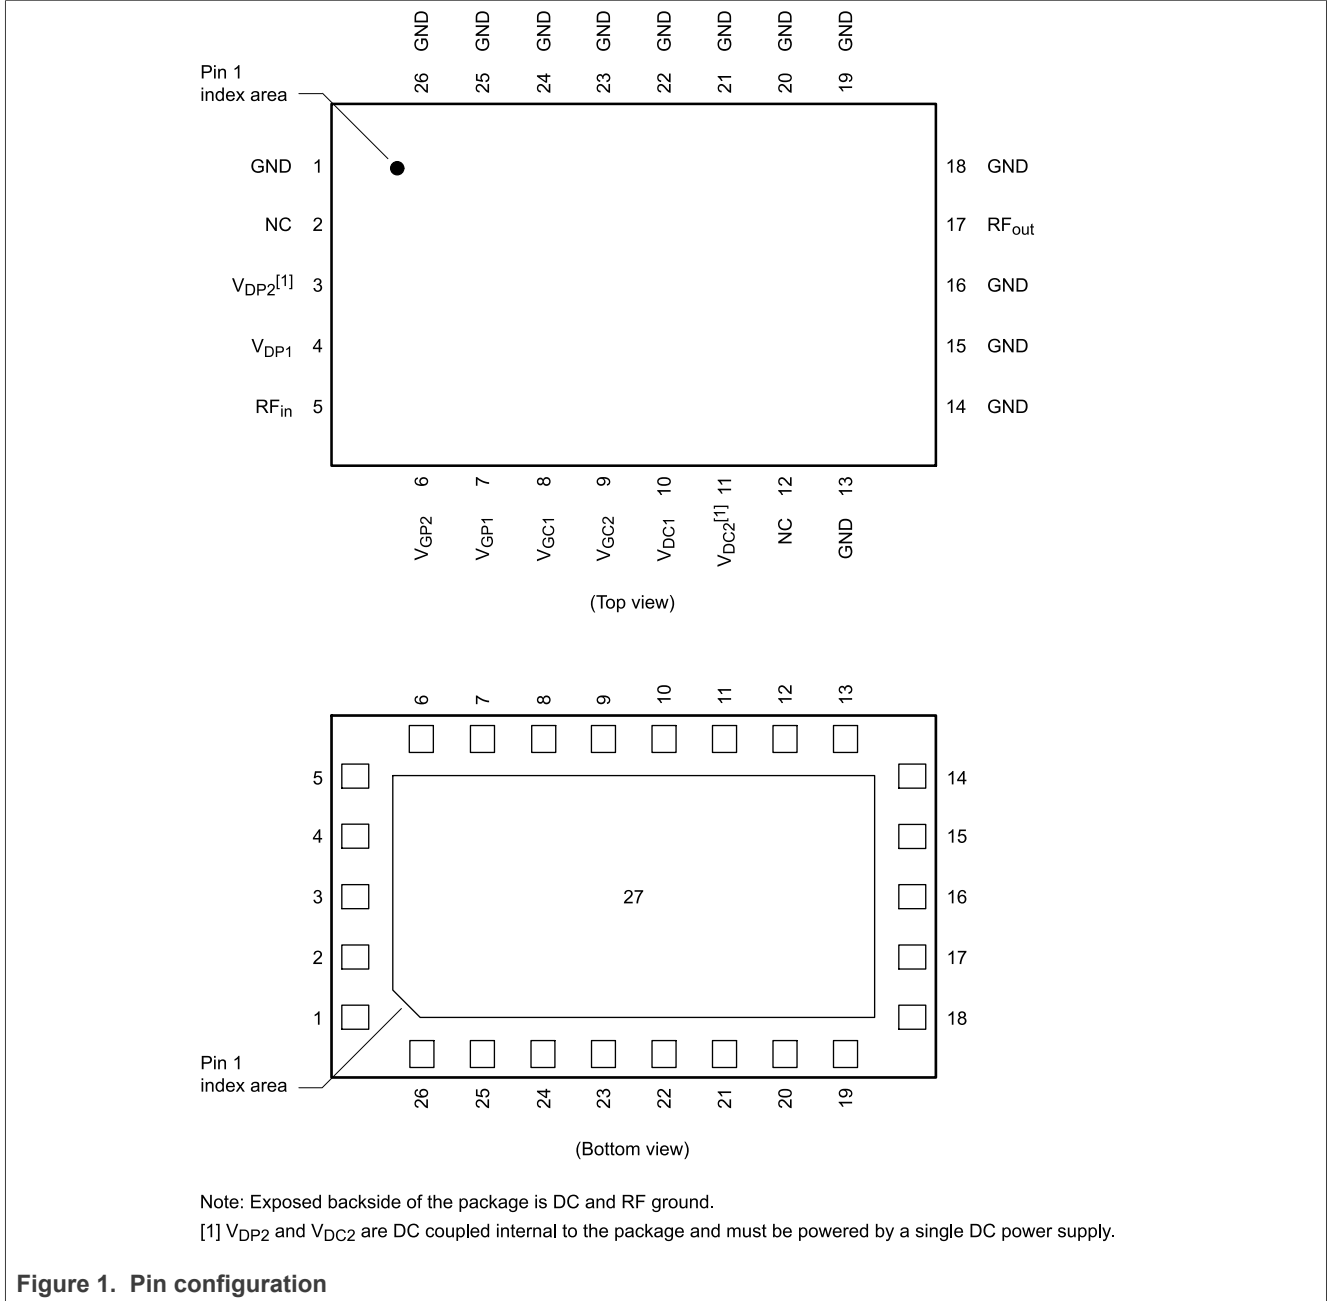 GND GND GND GND GND GND GND GND
26 25 24 23 22 21 20 19
Pin 1
index area
GND 1
18 GND
NC 2
17 RFout
VDP2[1] 3
16 GND
VDP1 4
15 GND
RFin 5
14 GND
6 7 8 9 10 11 12 13
VGP2 VGP1 VGC1 VGC2 VDC1 VDC2[1] NC GND
(Top view)
6 7 8 9 10 11 12 13
5 14
4 15
3 27 16
2 17
1 18
Pin 1
index area
26 25 24 23 22 21 20 19
(Bottom view)
Note: Exposed backside of the package is DC and RF ground.
[1] VDP2 and VDC2 are DC coupled internal to the package and must be powered by a single DC power supply.
Figure 1. Pin configuration